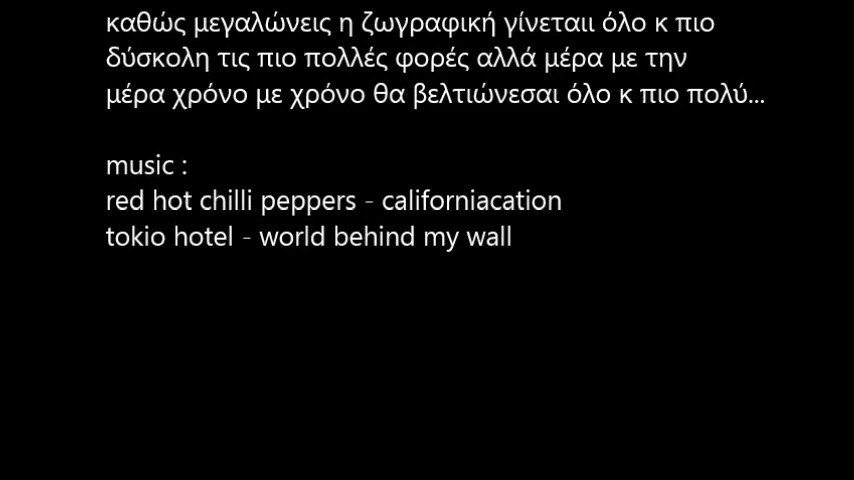 καθώς μεγαλώνεις η ζωγραφική γίνεταιι όλο κ πιο
δύσκολη τις πιο πολλές φορές αλλά μέρα με την
μέρα χρόνο με χρόνο θα βελτιώνεσαι όλο κ πιο πολύ...
music :
red hot chilli peppers - californiacation
tokio hotel - world behind my wall